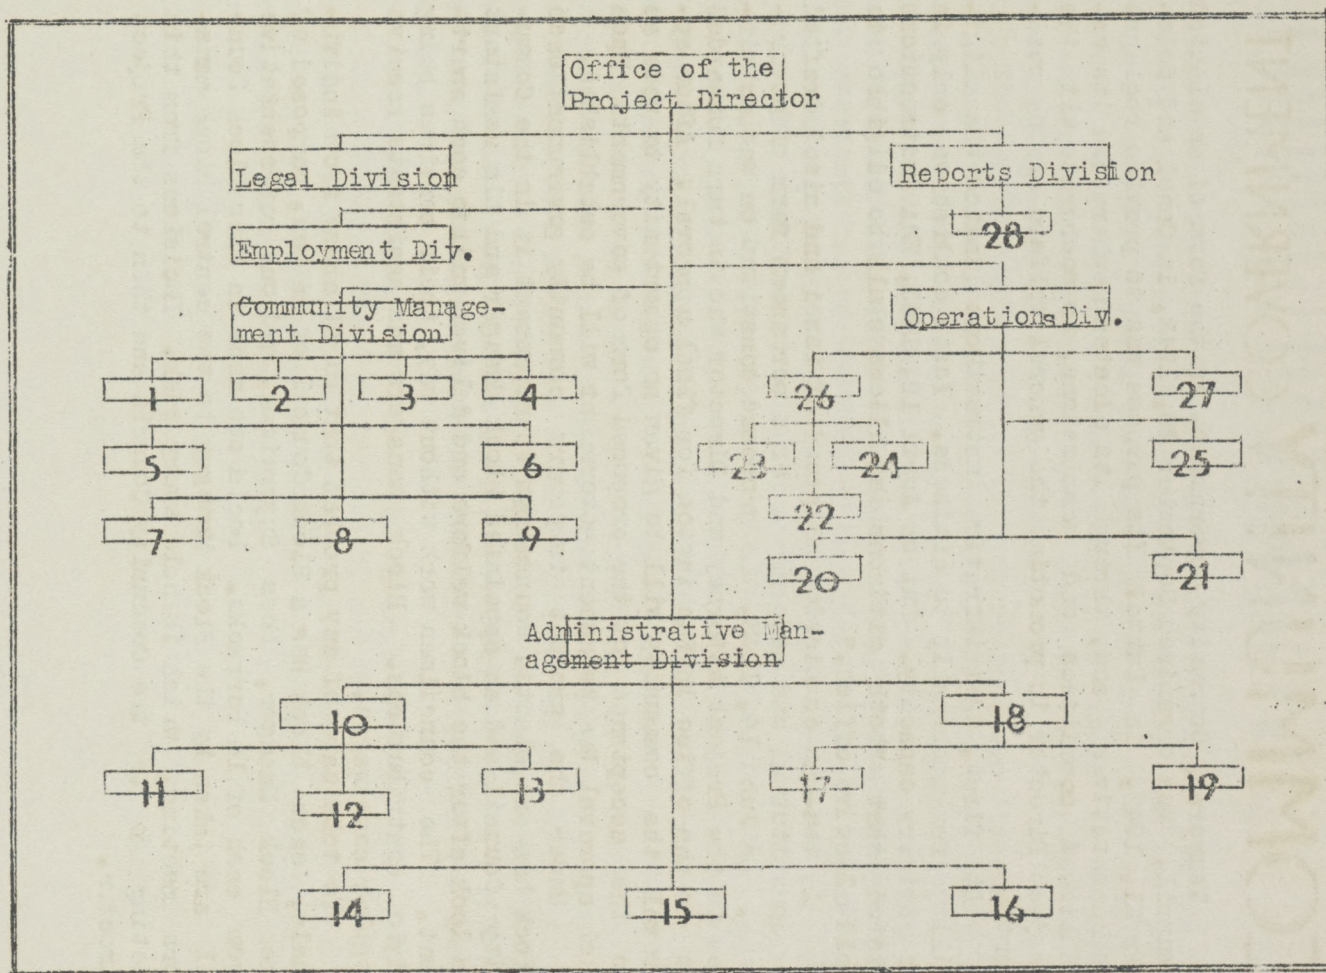 Office of the
Project Director
Legal Division
Reports Division
28
Employment Div.
Community Manage-
ment Division
Operations Div.
1 2 3 4
26 27
5 6
23 24 25
7 8 9
22
20 21
Administrative Man-
agement Division
10 18
11 12 13
17 19
14 15 16